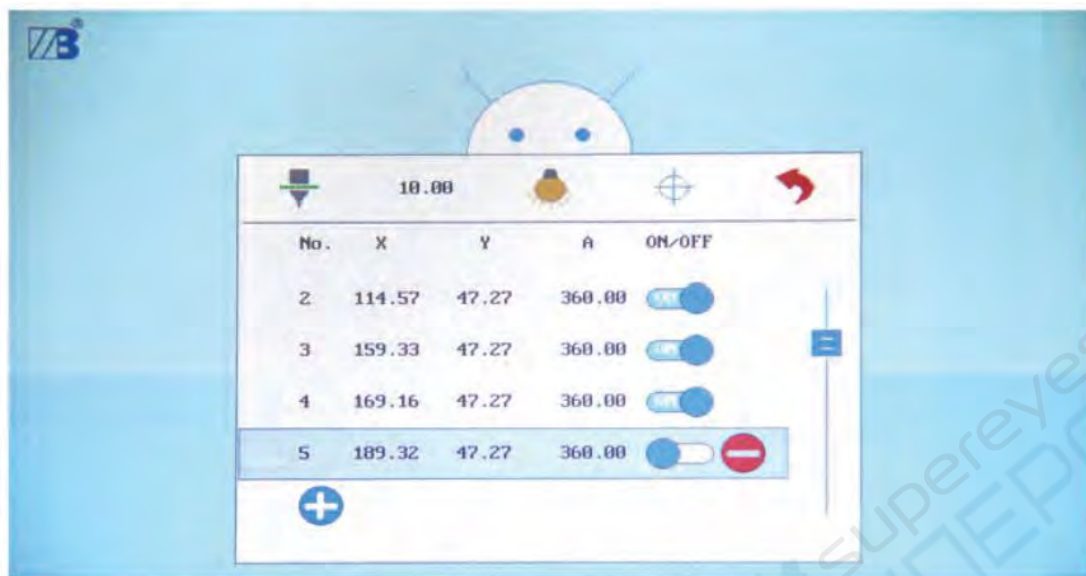 B®
10.00
No. X Y A ON/OFF
2 114.57 47.27 360.00
3 159.33 47.27 360.00
4 169.16 47.27 360.00
5 189.32 47.27 360.00
supereyes